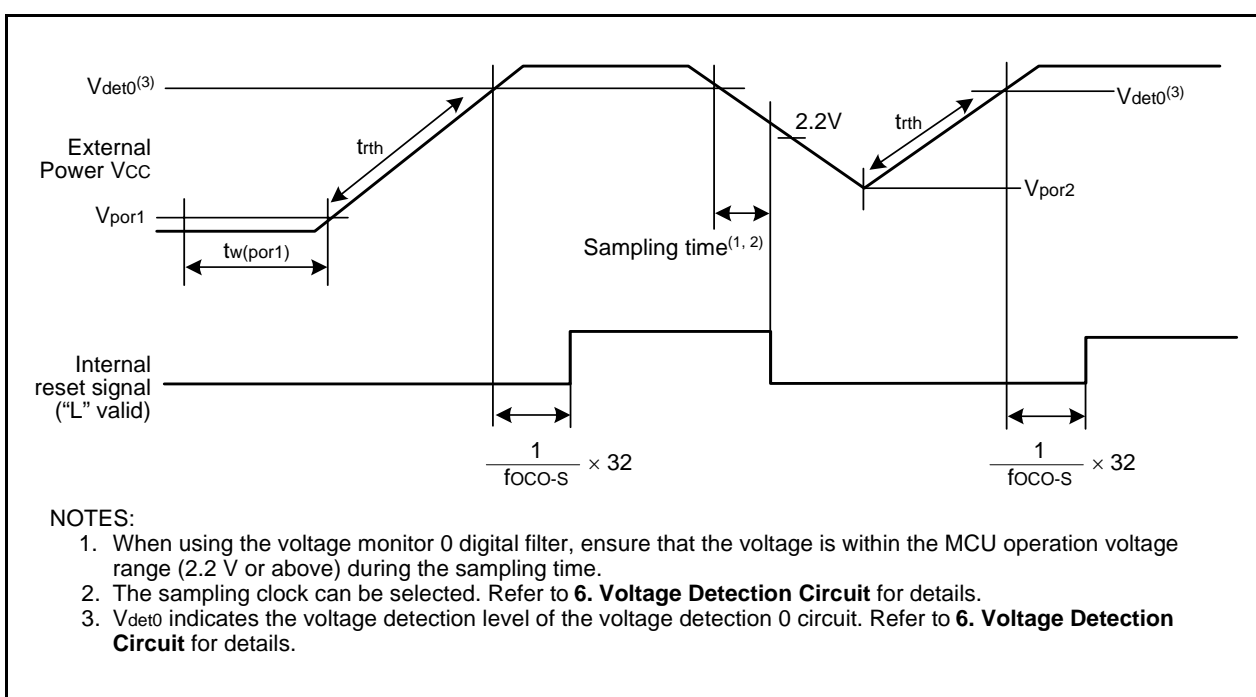 Vdet0(3)
External
Power VCC
Vpor1
tw(por1)
trth
Sampling time(1, 2)
2.2V
trth
Vdet0(3)
Vpor2
Internal
reset signal
(“L” valid)
1
fOCO-S
× 32
1
fOCO-S
× 32
NOTES:
1. When using the voltage monitor 0 digital filter, ensure that the voltage is within the MCU operation voltage
range (2.2 V or above) during the sampling time.
2. The sampling clock can be selected. Refer to 6. Voltage Detection Circuit for details.
3. Vdet0 indicates the voltage detection level of the voltage detection 0 circuit. Refer to 6. Voltage Detection
Circuit for details.